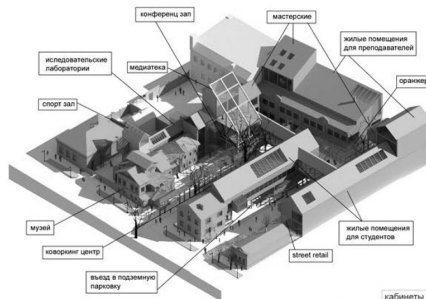 конференц зал
мастерские
жилые помещения
для преподавателей
иследовательские
лаборатории
медиатека
оранжер
спорт зал
музей
коворкинг центр
въезд в подземную
парковку
street retail
жилые помещения
для студентов
кабинеты